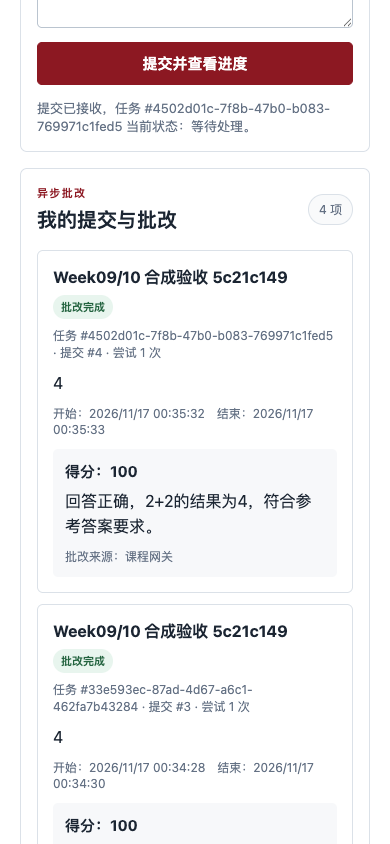 提交并查看进度
提交已接收，任务 #4502d01c-7f8b-47b0-b083-
769971c1fed5 当前状态：等待处理。
异步批改
我的提交与批改
4 项
Week09/10 合成验收 5c21c149
批改完成
任务 #4502d01c-7f8b-47b0-b083-769971c1fed5
· 提交 #4 · 尝试 1 次
4
开始：2026/11/17 00:35:32 结束：2026/11/17
00:35:33
得分：100
回答正确，2+2的结果为4，符合参
考答案要求。
批改来源：课程网关
Week09/10 合成验收 5c21c149
批改完成
任务 #33e593ec-87ad-4d67-a6c1-
462fa7b43284 · 提交 #3 · 尝试 1 次
4
开始：2026/11/17 00:34:28 结束：2026/11/17
00:34:30
得分：100